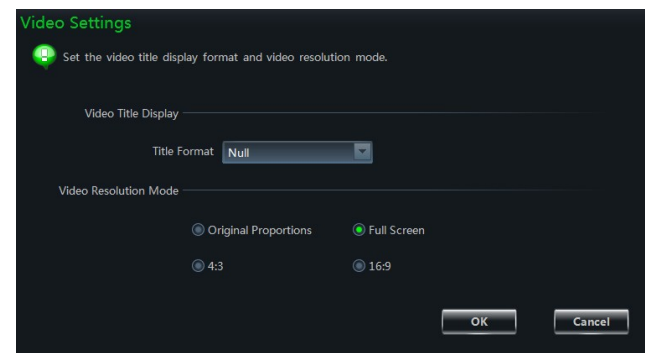 Video Settings
Set the video title display format and video resolution mode.
Video Title Display
Title Format Null
Video Resolution Mode
Original Proportions Full Screen
4:3 16:9
OK Cancel